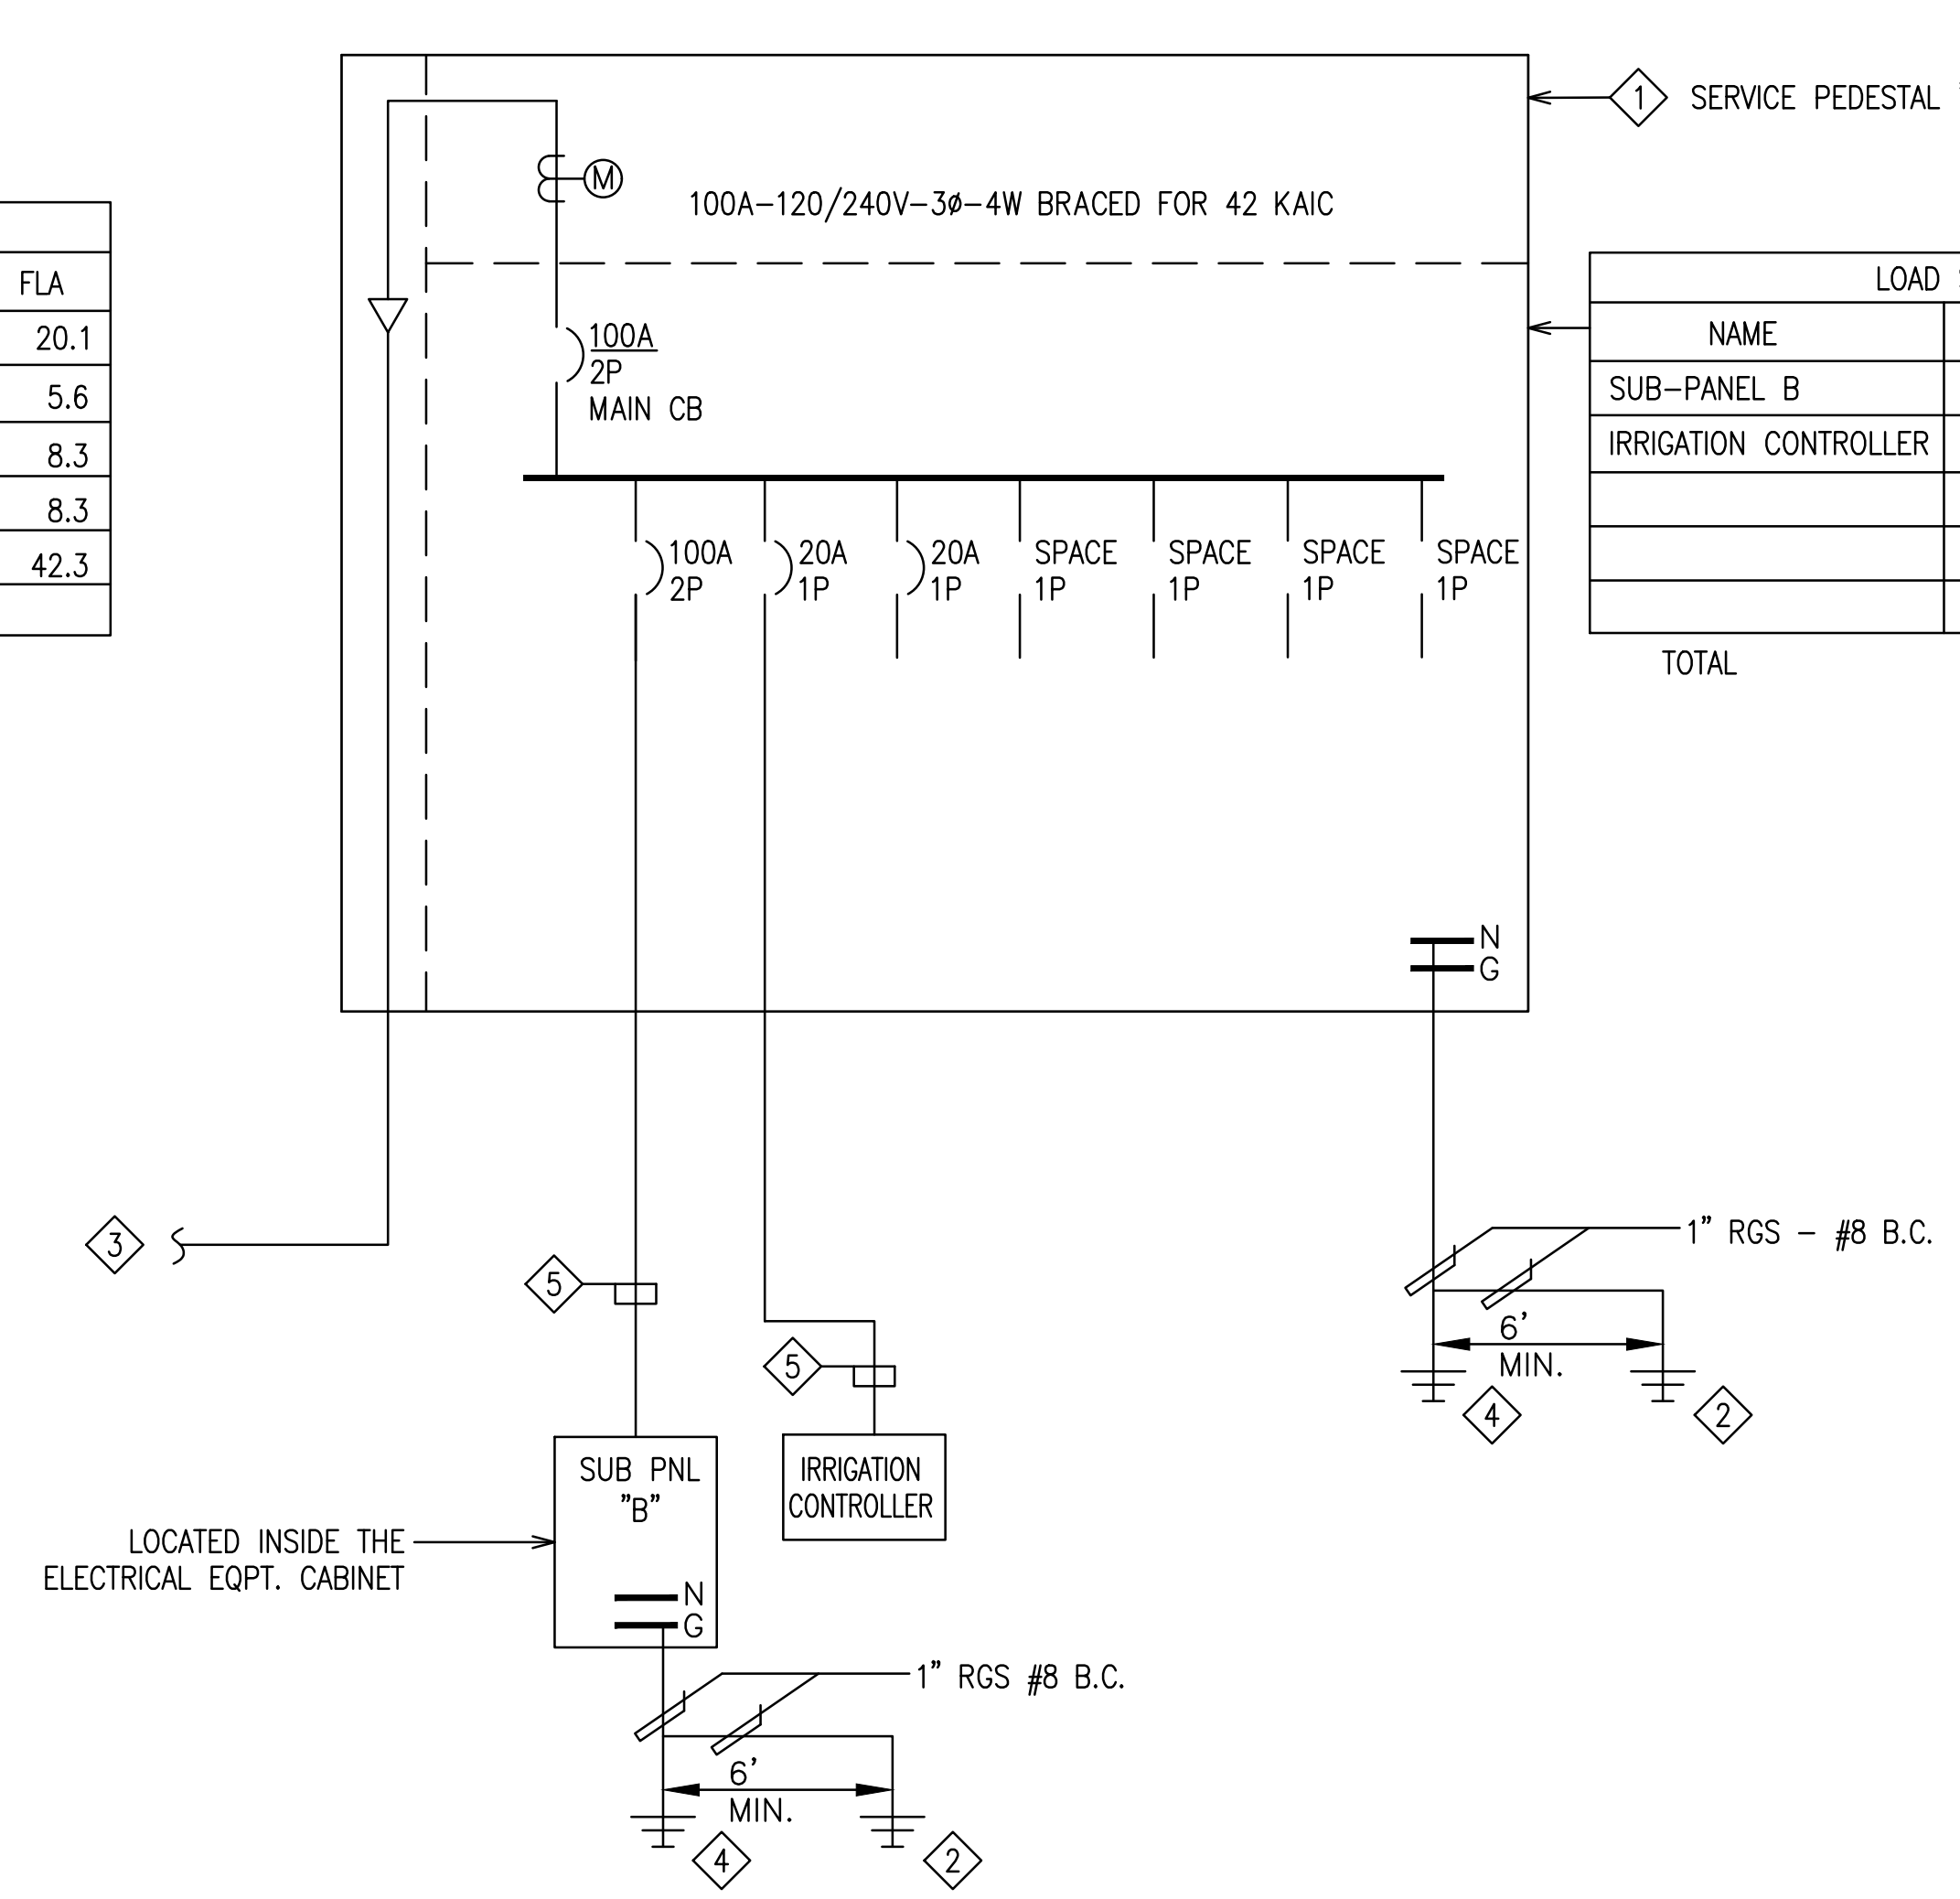 1
SERVICE PEDESTAL
M
100A-120/240V-3ø-4W BRACED FOR 42 KAIC
FLA
20.1
5.6
8.3
8.3
42.3
LOAD
NAME
SUB-PANEL B
IRRIGATION CONTROLLER
TOTAL
100A
2P
MAIN CB
100A
2P
20A
1P
20A
1P
SPACE
1P
SPACE
1P
SPACE
1P
SPACE
1P
N
G
3
5
5
1" RGS - #8 B.C.
6'
MIN.
4
2
SUB PNL
"B"
IRRIGATION
CONTROLLER
LOCATED INSIDE THE
ELECTRICAL EQPT. CABINET
N
G
1" RGS #8 B.C.
6'
MIN.
4
2